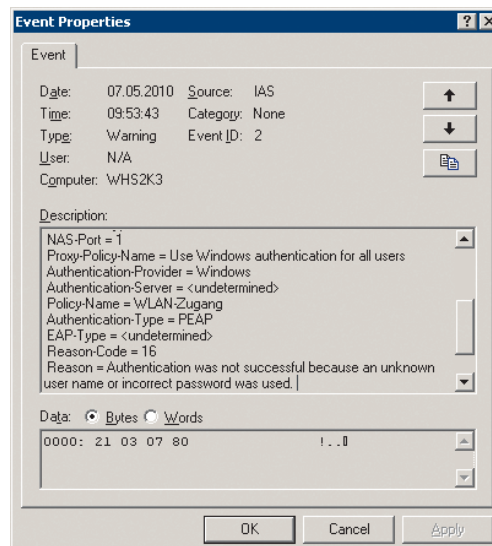 Event Properties
Event
Date: 07.05.2010 Source: IAS
Time: 09:53:43 Category: None
Type: Warning Event ID: 2
User: N/A
Computer: WHS2K3
Description:
NAS-Port = 1
Proxy-Policy-Name = Use Windows authentication for all users
Authentication-Provider = Windows
Authentication-Server = <undetermined>
Policy-Name = WLAN-Zugang
Authentication-Type = PEAP
EAP-Type = <undetermined>
Reason-Code = 16
Reason = Authentication was not successful because an unknown
user name or incorrect password was used.
Data: Bytes Words
0000: 21 03 07 80 !..
OK Cancel Apply